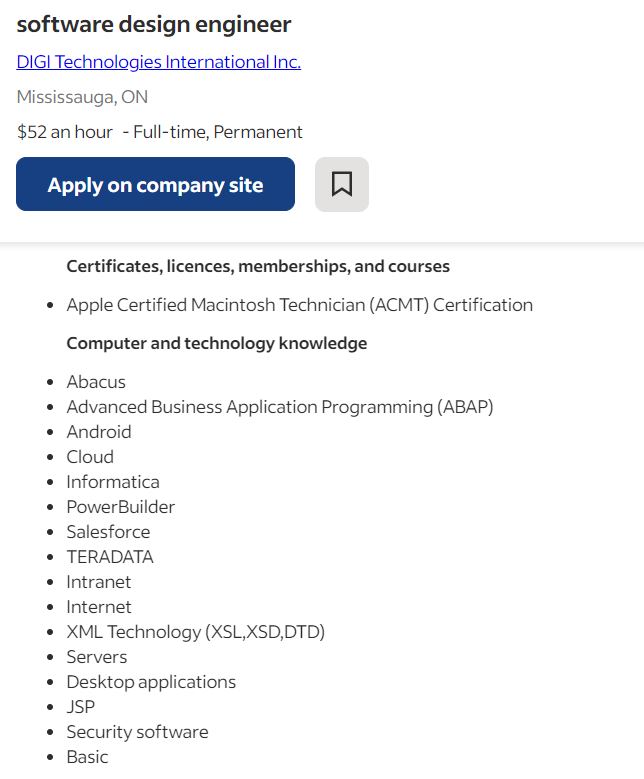 software design engineer
DIGI Technologies International Inc.
Mississauga, ON
$52 an hour - Full-time, Permanent
Apply on company site
Certificates, licences, memberships, and courses
• Apple Certified Macintosh Technician (ACMT) Certification
Computer and technology knowledge
• Abacus
• Advanced Business Application Programming (ABAP)
• Android
• Cloud
• Informatica
• PowerBuilder
• Salesforce
• TERADATA
• Intranet
• Internet
• XML Technology (XSL,XSD,DTD)
• Servers
• Desktop applications
• JSP
• Security software
• Basic